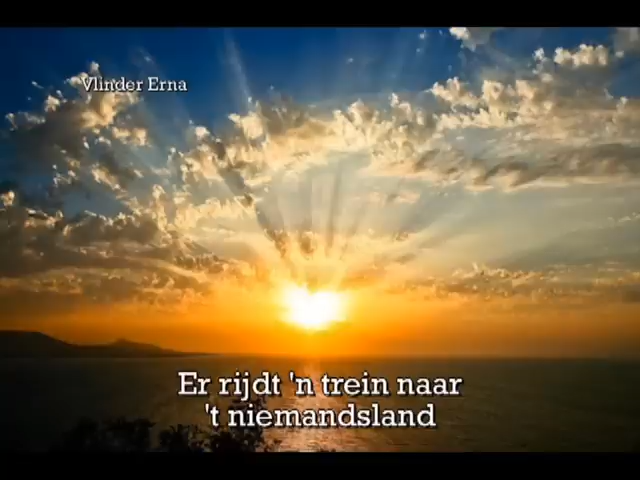 Vlinder Erna
Er rijdt 'n trein naar
't niemandsland